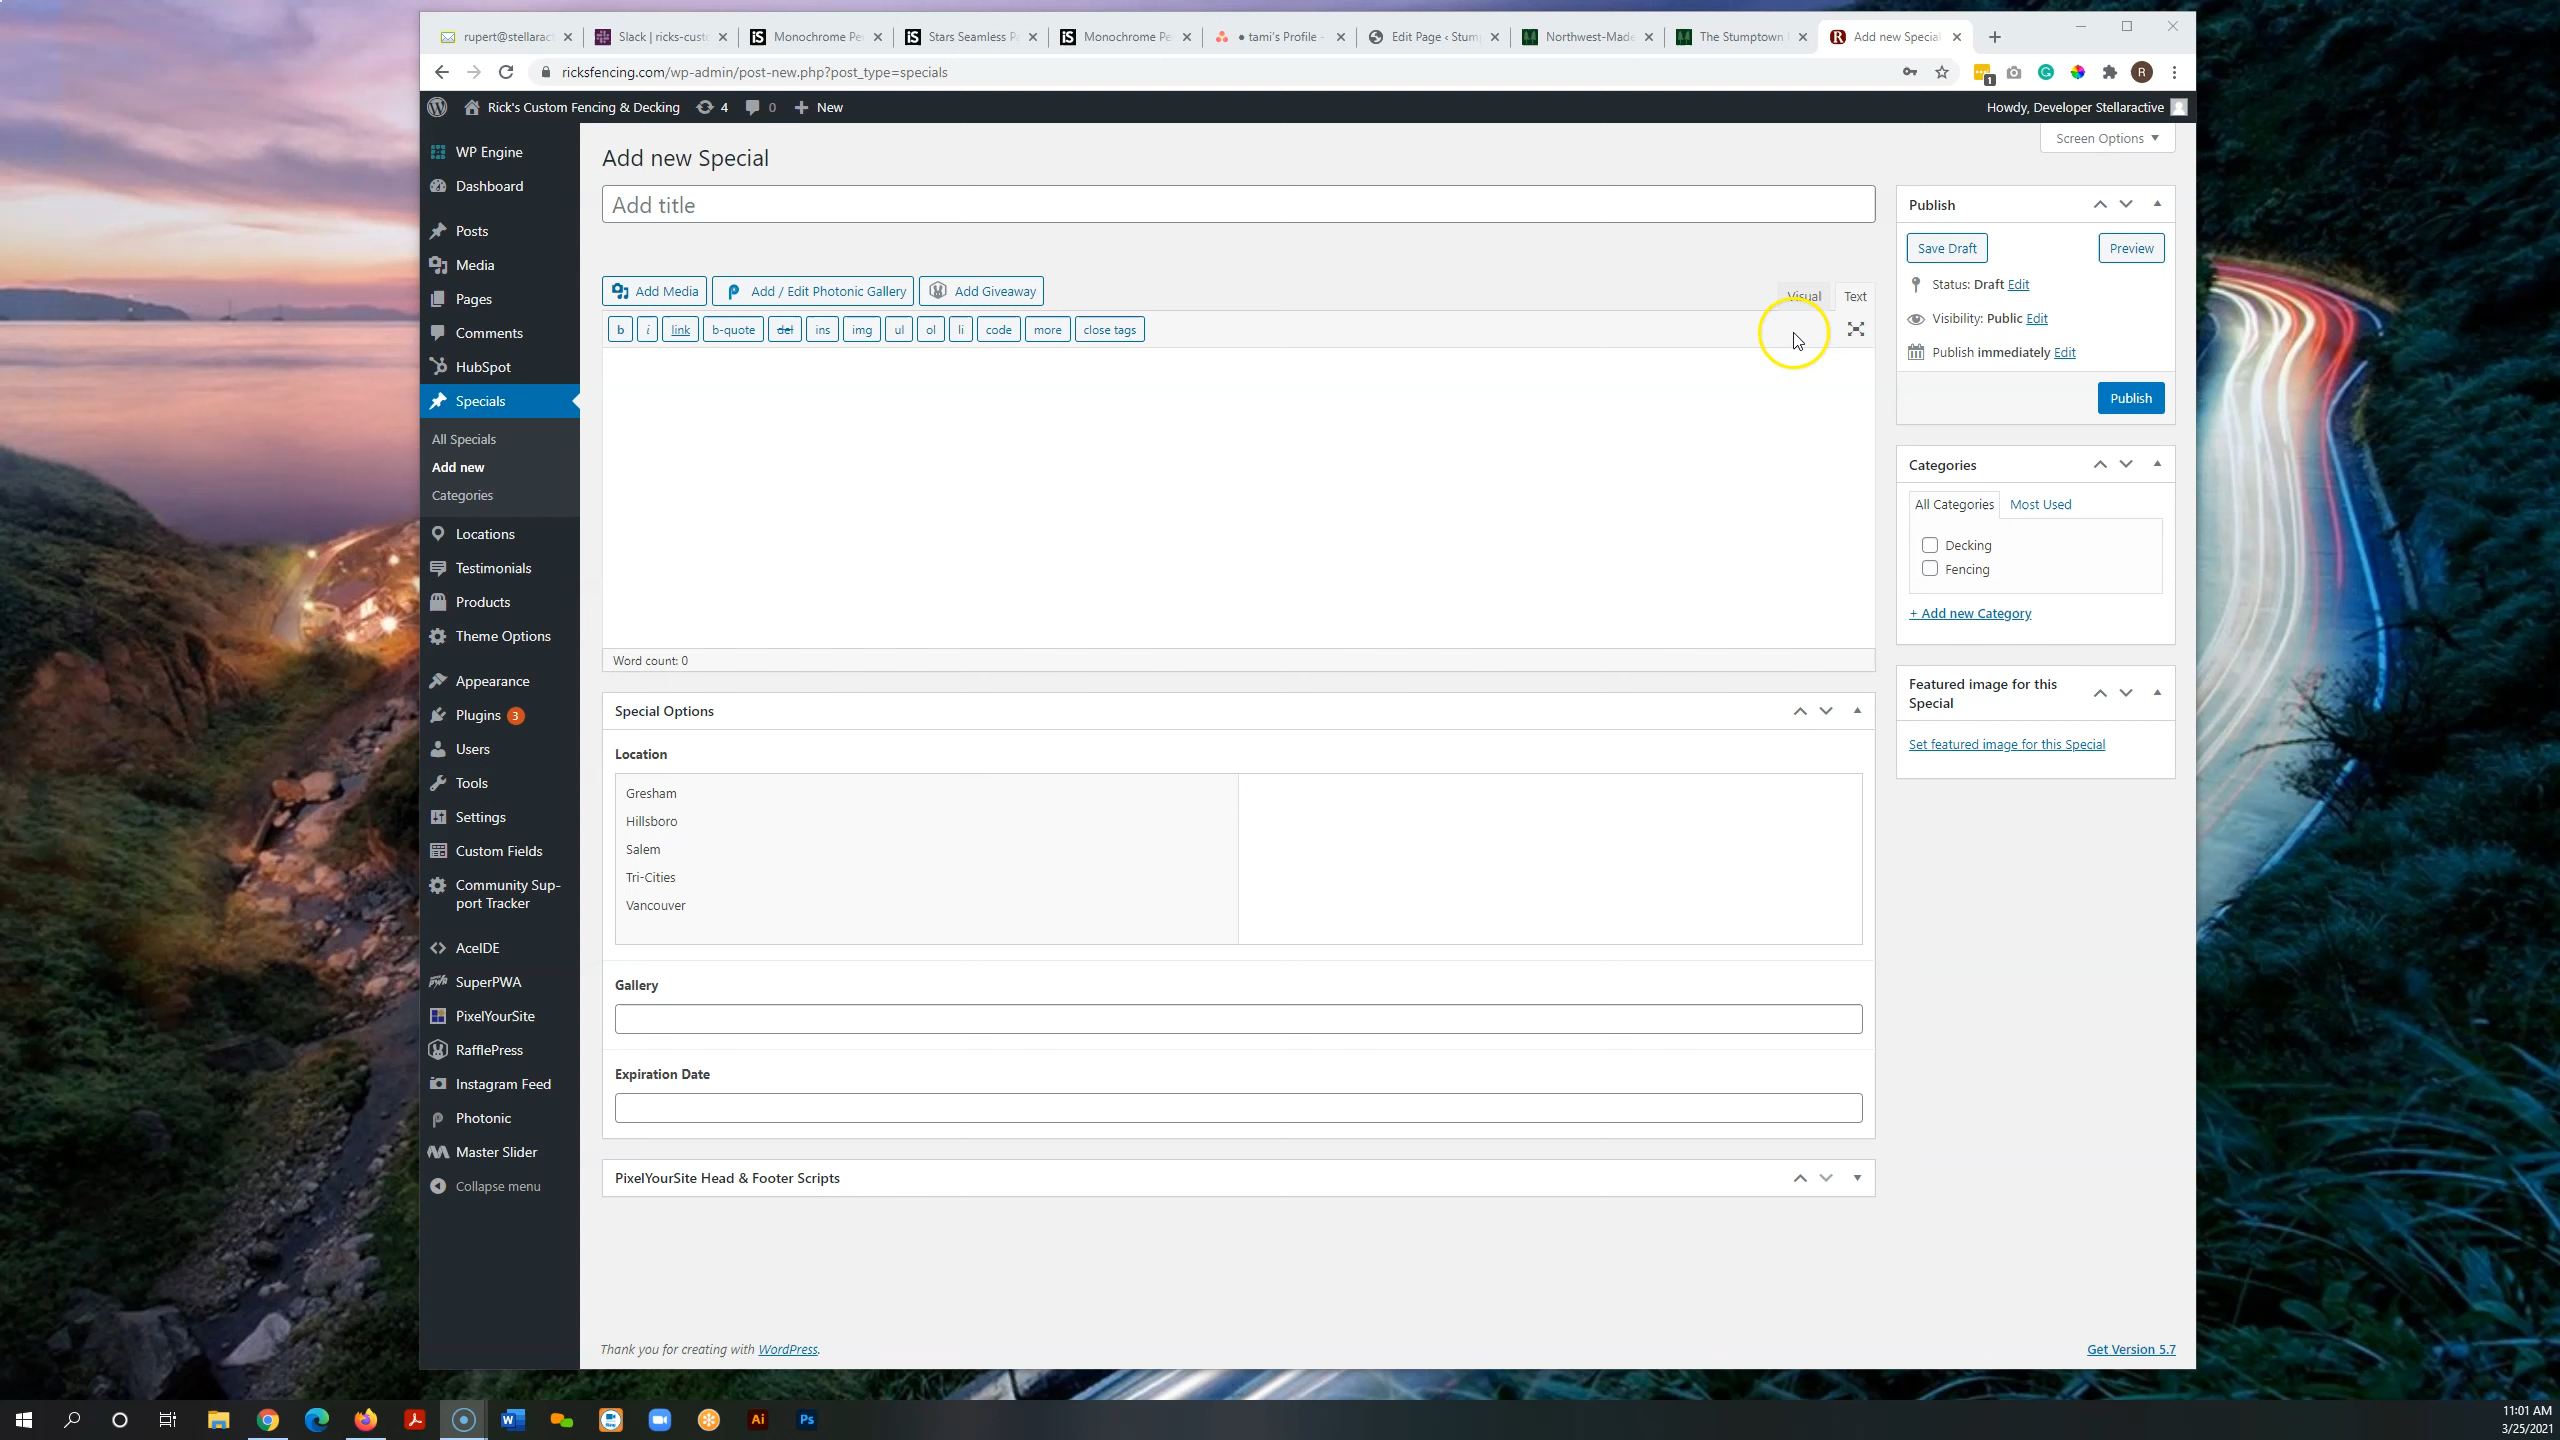 rupert@stellarac
Slack | ricks-custo
Monochrome Pe
Stars Seamless P
Monochrome Pe
• tami's Profile -
Edit Page ‹ Stum
Northwest-Made
The Stumptown
Add new Special
ricksfencing.com/wp-admin/post-new.php?post_type=specials
1
R
Rick's Custom Fencing & Decking
4
0
New
Howdy, Developer Stellaractive
WP Engine
Dashboard
Posts
Media
Pages
Comments
HubSpot
Specials
All Specials
Add new
Categories
Locations
Testimonials
Products
Theme Options
Appearance
Plugins 3
Users
Tools
Settings
Custom Fields
Community Sup-
port Tracker
AceIDE
SuperPWA
PixelYourSite
RafflePress
Instagram Feed
Photonic
Master Slider
Collapse menu
Screen Options
Add new Special
Add title
Add Media
Add / Edit Photonic Gallery
Add Giveaway
Visual
Text
b
i
link
b-quote
del
ins
img
ul
ol
li
code
more
close tags
Word count: 0
Special Options
Location
Gresham
Hillsboro
Salem
Tri-Cities
Vancouver
Gallery
Expiration Date
PixelYourSite Head & Footer Scripts
Publish
Save Draft
Preview
Status: Draft Edit
Visibility: Public Edit
Publish immediately Edit
Publish
Categories
All Categories
Most Used
Decking
Fencing
+ Add new Category
Featured image for this
Special
Set featured image for this Special
Thank you for creating with WordPress.
Get Version 5.7
Ai
Ps
11:01 AM
3/25/2021